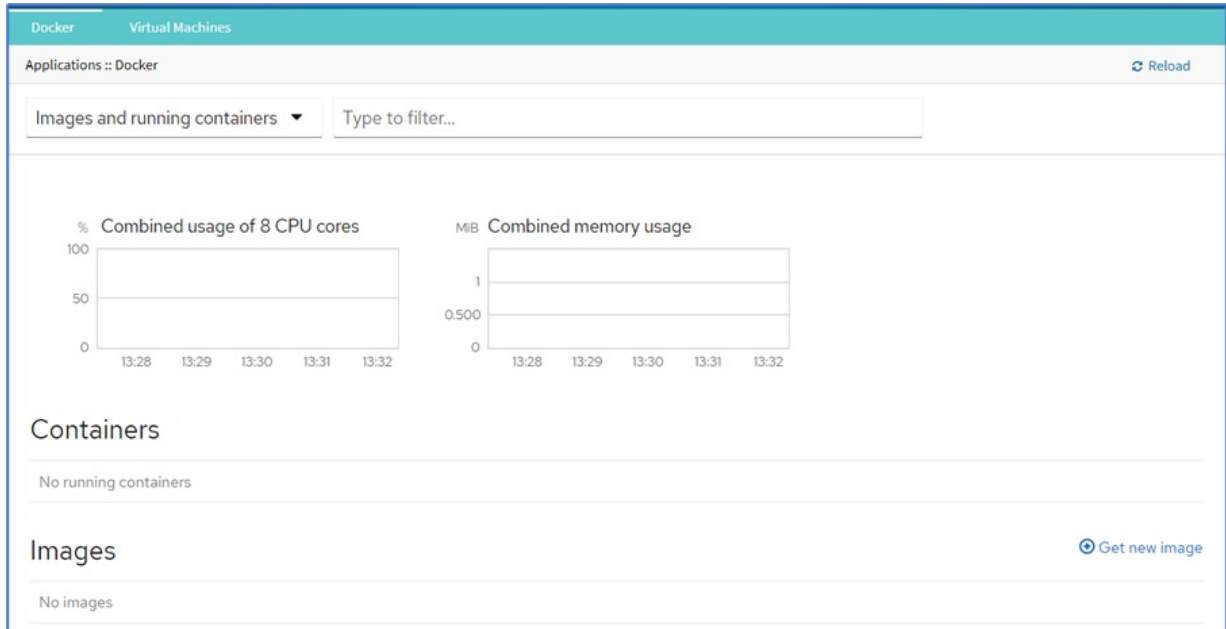 Docker Virtual Machines
Applications :: Docker Reload
Images and running containers Type to filter...
% Combined usage of 8 CPU cores
100
50
0
13:28 13:29 13:30 13:31 13:32
MiB Combined memory usage
1
0.500
0
13:28 13:29 13:30 13:31 13:32
Containers
No running containers
Images Get new image
No images